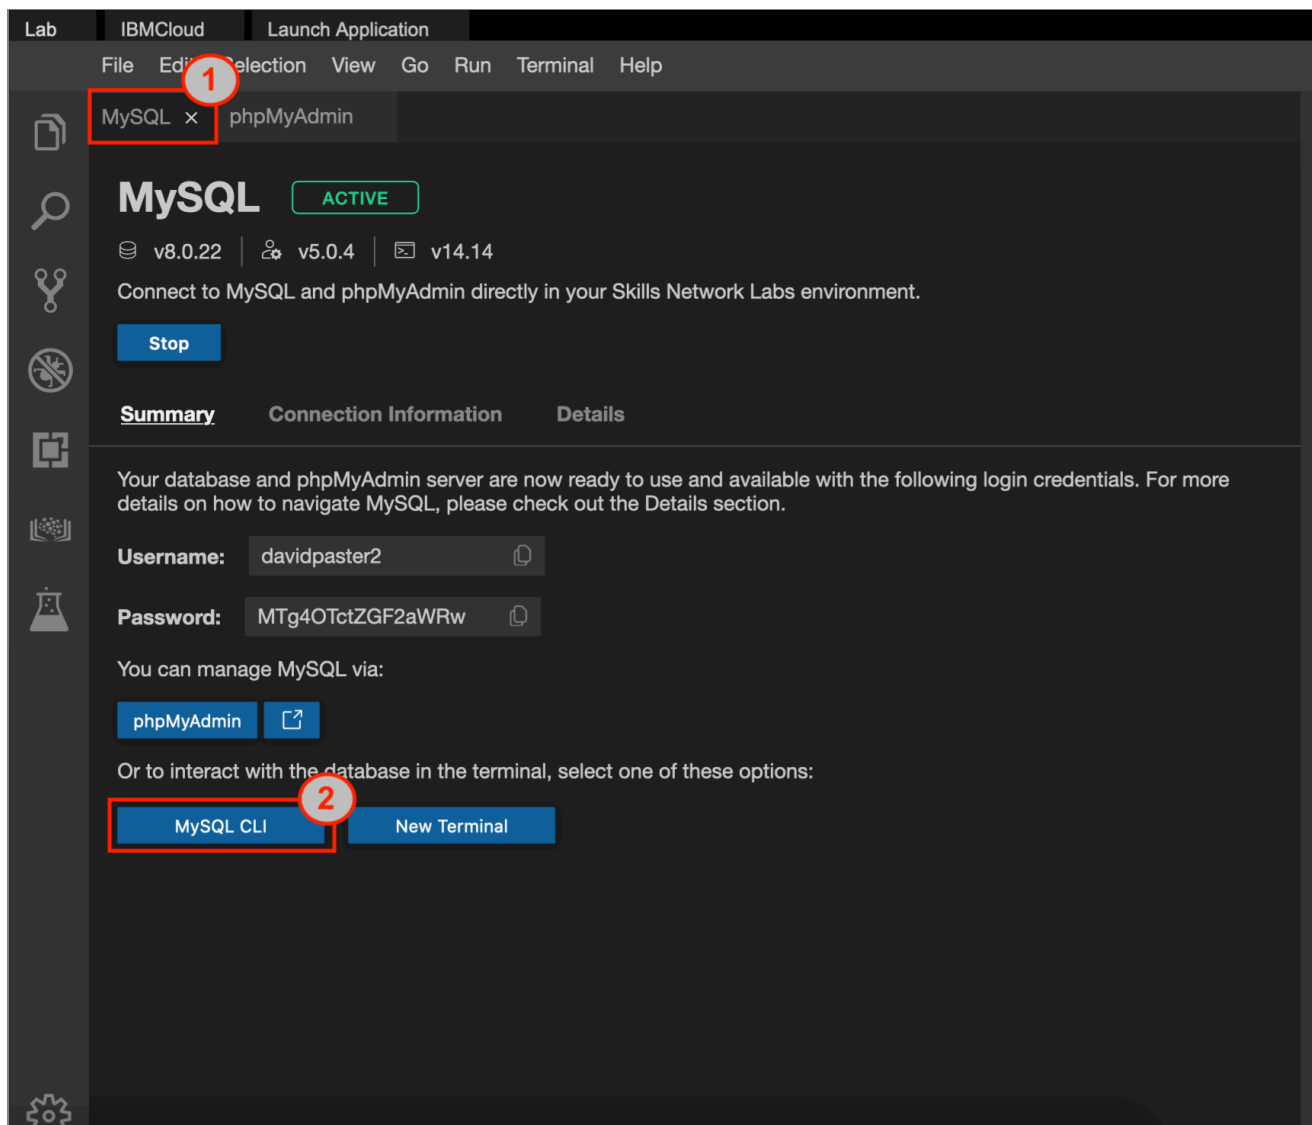 Lab IBMCloud Launch Application
File Edi Selection View Go Run Terminal Help
1
MySQL × phpMyAdmin
MySQL ACTIVE
v8.0.22 v5.0.4 v14.14
Connect to MySQL and phpMyAdmin directly in your Skills Network Labs environment.
Stop
Summary Connection Information Details
Your database and phpMyAdmin server are now ready to use and available with the following login credentials. For more
details on how to navigate MySQL, please check out the Details section.
Username: davidpaster2
Password: MTg4OTctZGF2aWRw
You can manage MySQL via:
phpMyAdmin
Or to interact with the database in the terminal, select one of these options:
2
MySQL CLI New Terminal